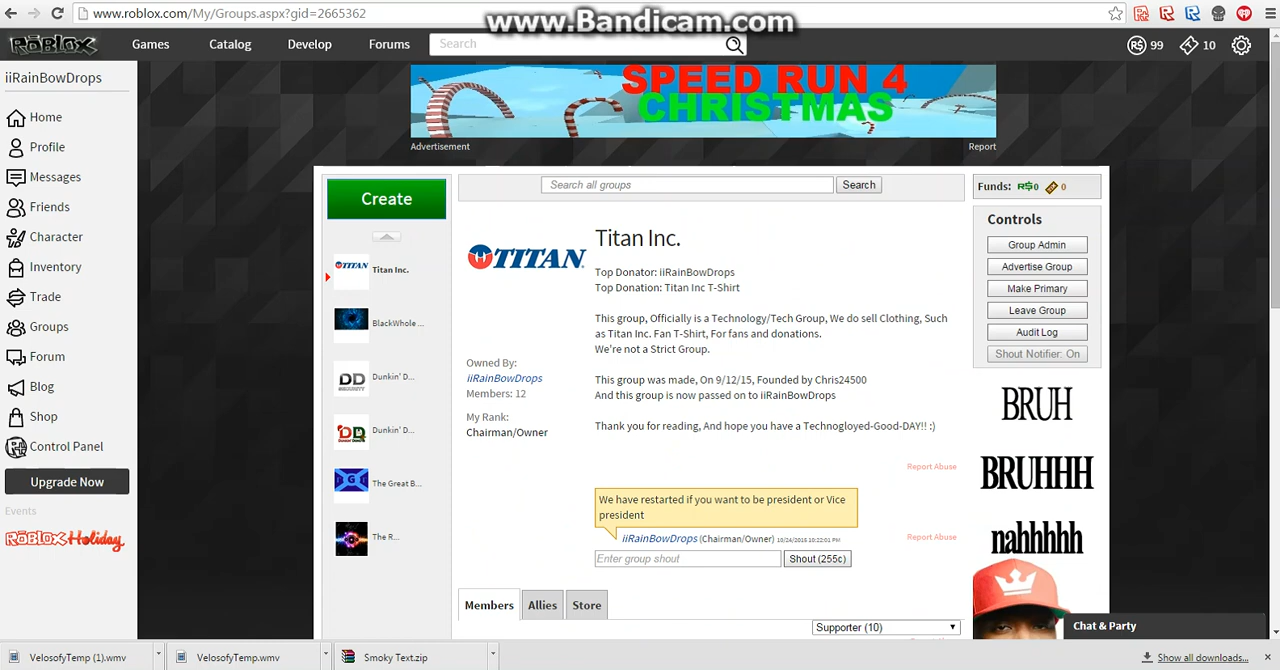 www.roblox.com/My/Groups.aspx?gid=2665362
www.Bandicam.com
ROBLOX
Games
Catalog
Develop
Forums
Search
R$ 99
10
iiRainBowDrops
Home
Profile
Messages
Friends
Character
Inventory
Trade
Groups
Forum
Blog
Shop
Control Panel
Upgrade Now
Events
ROBLOX Holiday
SPEED RUN 4
CHRISTMAS
Advertisement
Report
Create
Titan Inc.
BlackWhole ...
Dunkin' D...
Dunkin' D...
The Great B...
The R...
Search all groups
Search
TITAN
Titan Inc.
Top Donator: iiRainBowDrops
Top Donation: Titan Inc T-Shirt
This group, Officially is a Technology/Tech Group, We do sell Clothing, Such
as Titan Inc. Fan T-Shirt, For fans and donations.
We're not a Strict Group.
This group was made, On 9/12/15, Founded by Chris24500
And this group is now passed on to iiRainBowDrops
Thank you for reading, And hope you have a Technogloyed-Good-DAY!! :)
Owned By:
iiRainBowDrops
Members: 12
My Rank:
Chairman/Owner
Report Abuse
We have restarted if you want to be president or Vice
president
iiRainBowDrops (Chairman/Owner)
Report Abuse
Enter group shout
Shout (255c)
Members
Allies
Store
Supporter (10)
Funds: R$0 0
Controls
Group Admin
Advertise Group
Make Primary
Leave Group
Audit Log
Shout Notifier: On
BRUH
BRUHHH
nahhhhh
Chat & Party
VelosofyTemp (1).wmv
VelosofyTemp.wmv
Smoky Text.zip
Show all downloads...